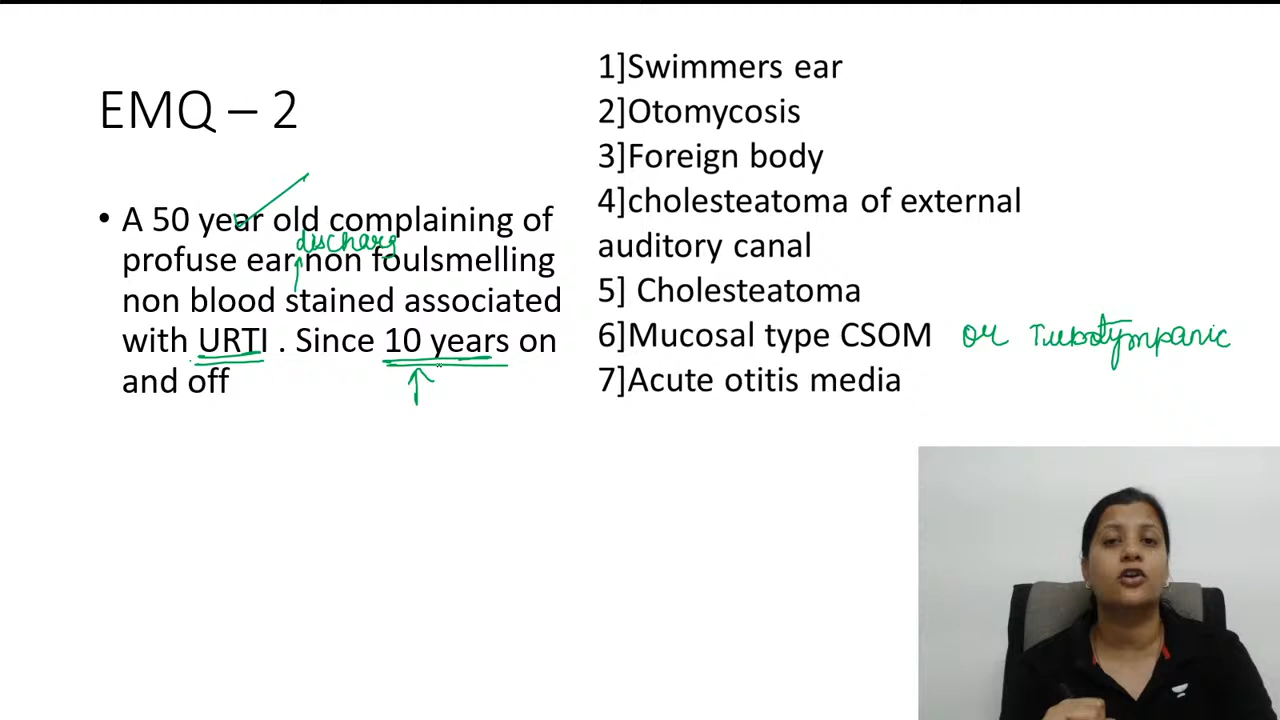 EMQ – 2
• A 50 year old complaining of
discharg
profuse ear non foulsmelling
non blood stained associated
with URTI . Since 10 years on
and off
1]Swimmers ear
2]Otomycosis
3]Foreign body
4]cholesteatoma of external
auditory canal
5] Cholesteatoma
6]Mucosal type CSOM or Tubotympanic
7]Acute otitis media